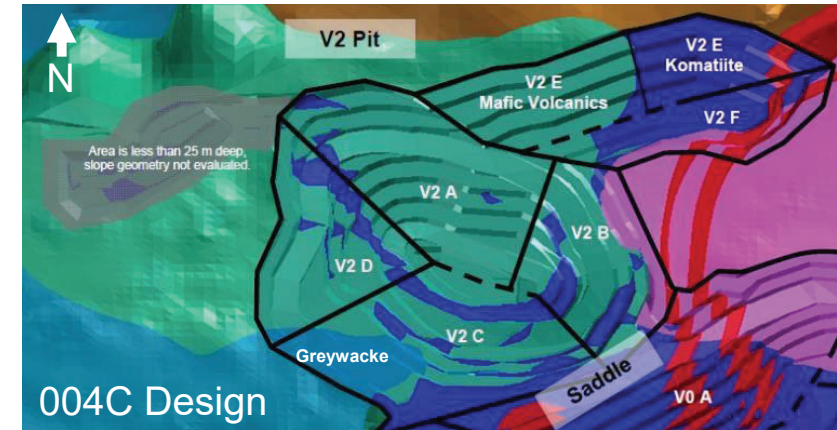 V2 Pit
N
V2 E
Komatiite
V2 E
Mafic Volcanics
V2 F
Area is less than 25 m deep,
slope geometry not evaluated.
V2 A
V2 B
V2 D
V2 C
Greywacke
Saddle
V0 A
004C Design